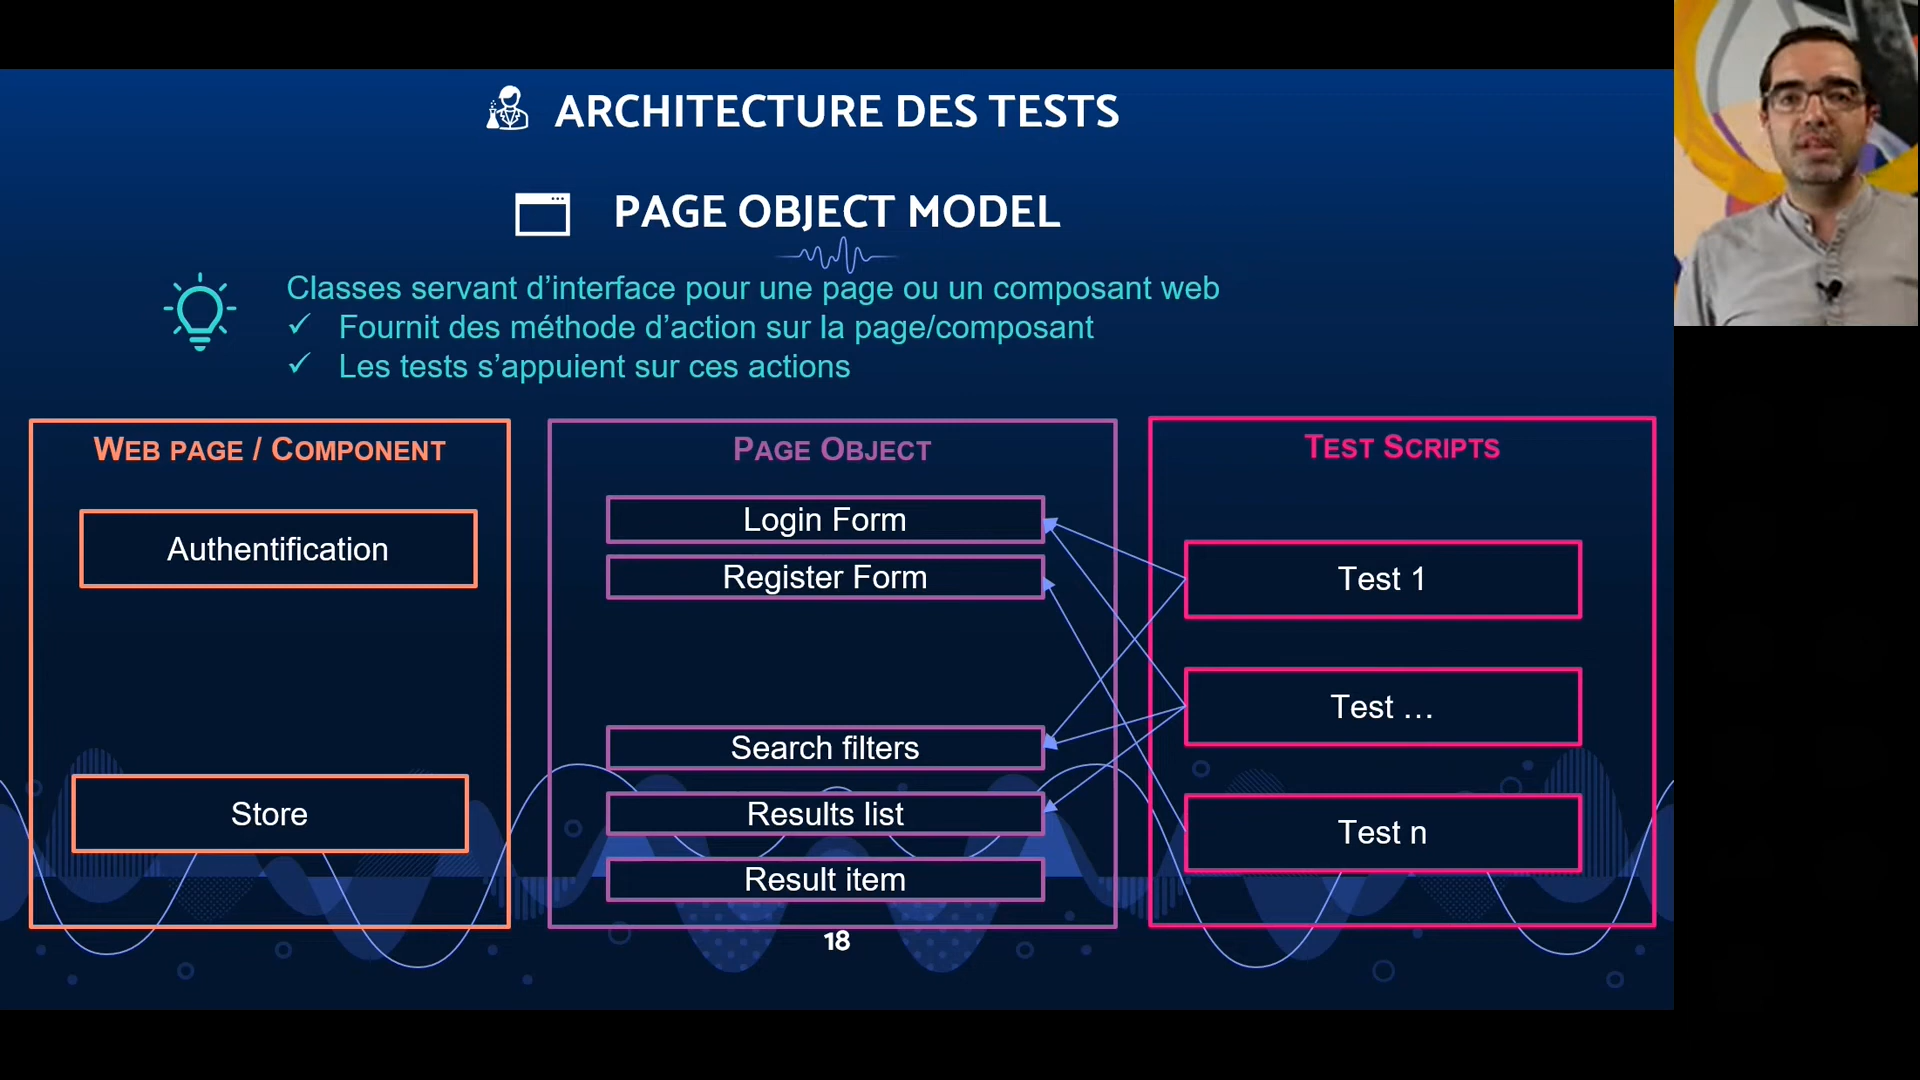 ARCHITECTURE DES TESTS
PAGE OBJECT MODEL
Classes servant d’interface pour une page ou un composant web
✓ Fournit des méthode d’action sur la page/composant
✓ Les tests s’appuient sur ces actions
WEB PAGE / COMPONENT
Authentification
Store
PAGE OBJECT
Login Form
Register Form
Search filters
Results list
Result item
TEST SCRIPTS
Test 1
Test …
Test n
18